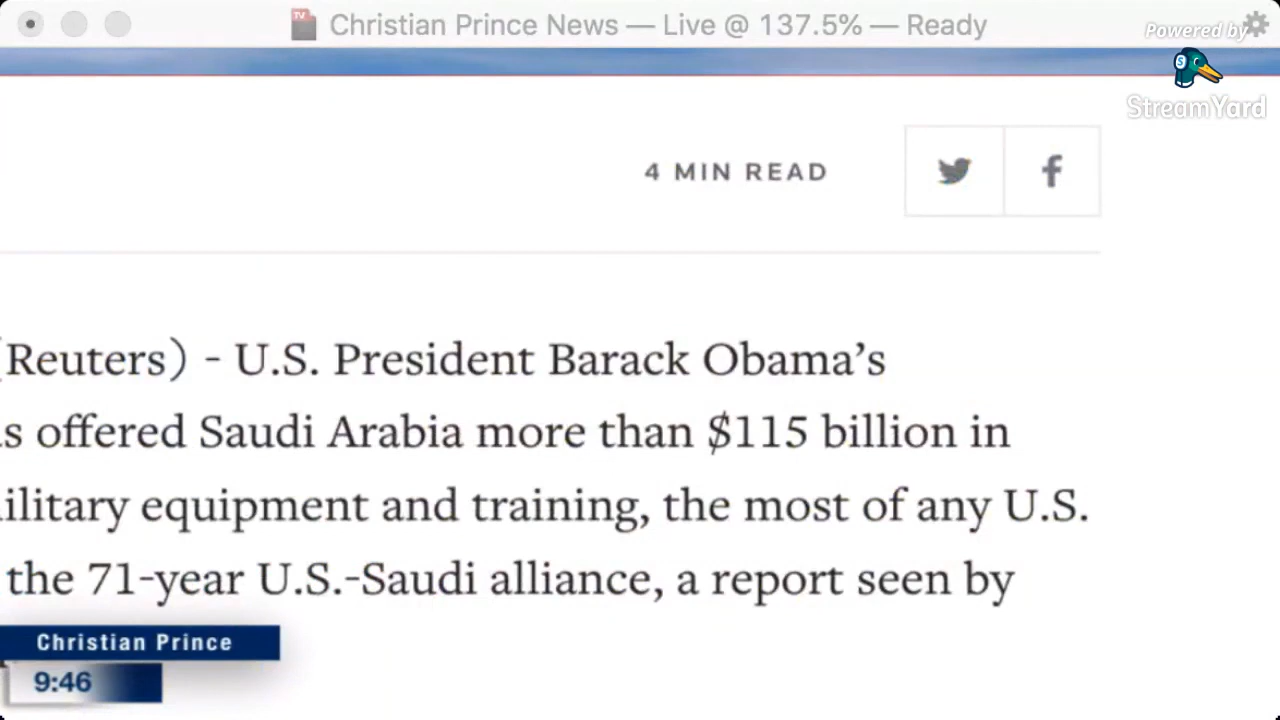 Christian Prince News — Live @ 137.5% — Ready
Powered by
StreamYard
4 MIN READ
(Reuters) - U.S. President Barack Obama’s
s offered Saudi Arabia more than $115 billion in
ilitary equipment and training, the most of any U.S.
the 71-year U.S.-Saudi alliance, a report seen by
Christian Prince
9:46